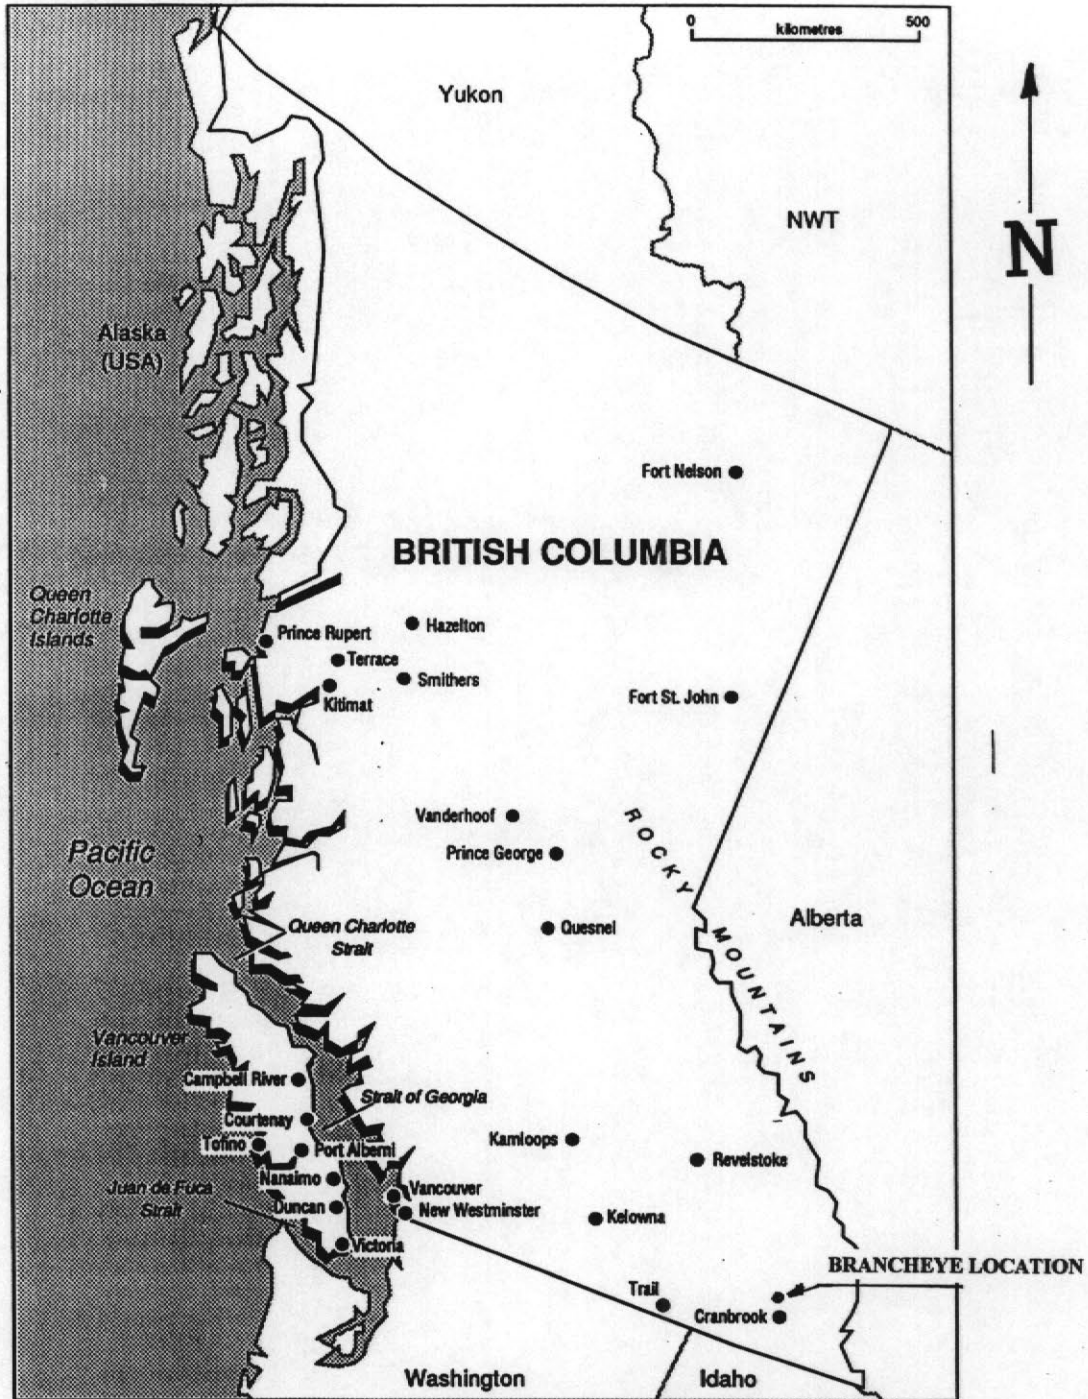 0 500
kilometres
Yukon
NWT
N
Alaska
(USA)
Fort Nelson
BRITISH COLUMBIA
Queen
Charlotte
Islands
Hazelton
Prince Rupert
Terrace
Smithers
Kitimat
Fort St. John
Vanderhoof
ROCKY MOUNTAINS
Prince George
Pacific
Ocean
Alberta
Quesnel
Queen Charlotte
Strait
Vancouver
Island
Campbell River
Strait of Georgia
Courtenay
Tofino
Port Alberni
Kamloops
Revelstoke
Nanaimo
Juan de Fuca
Strait
Vancouver
Duncan
New Westminster
Kelowna
Victoria
BRANCHEYE LOCATION
Trail
Cranbrook
Washington
Idaho